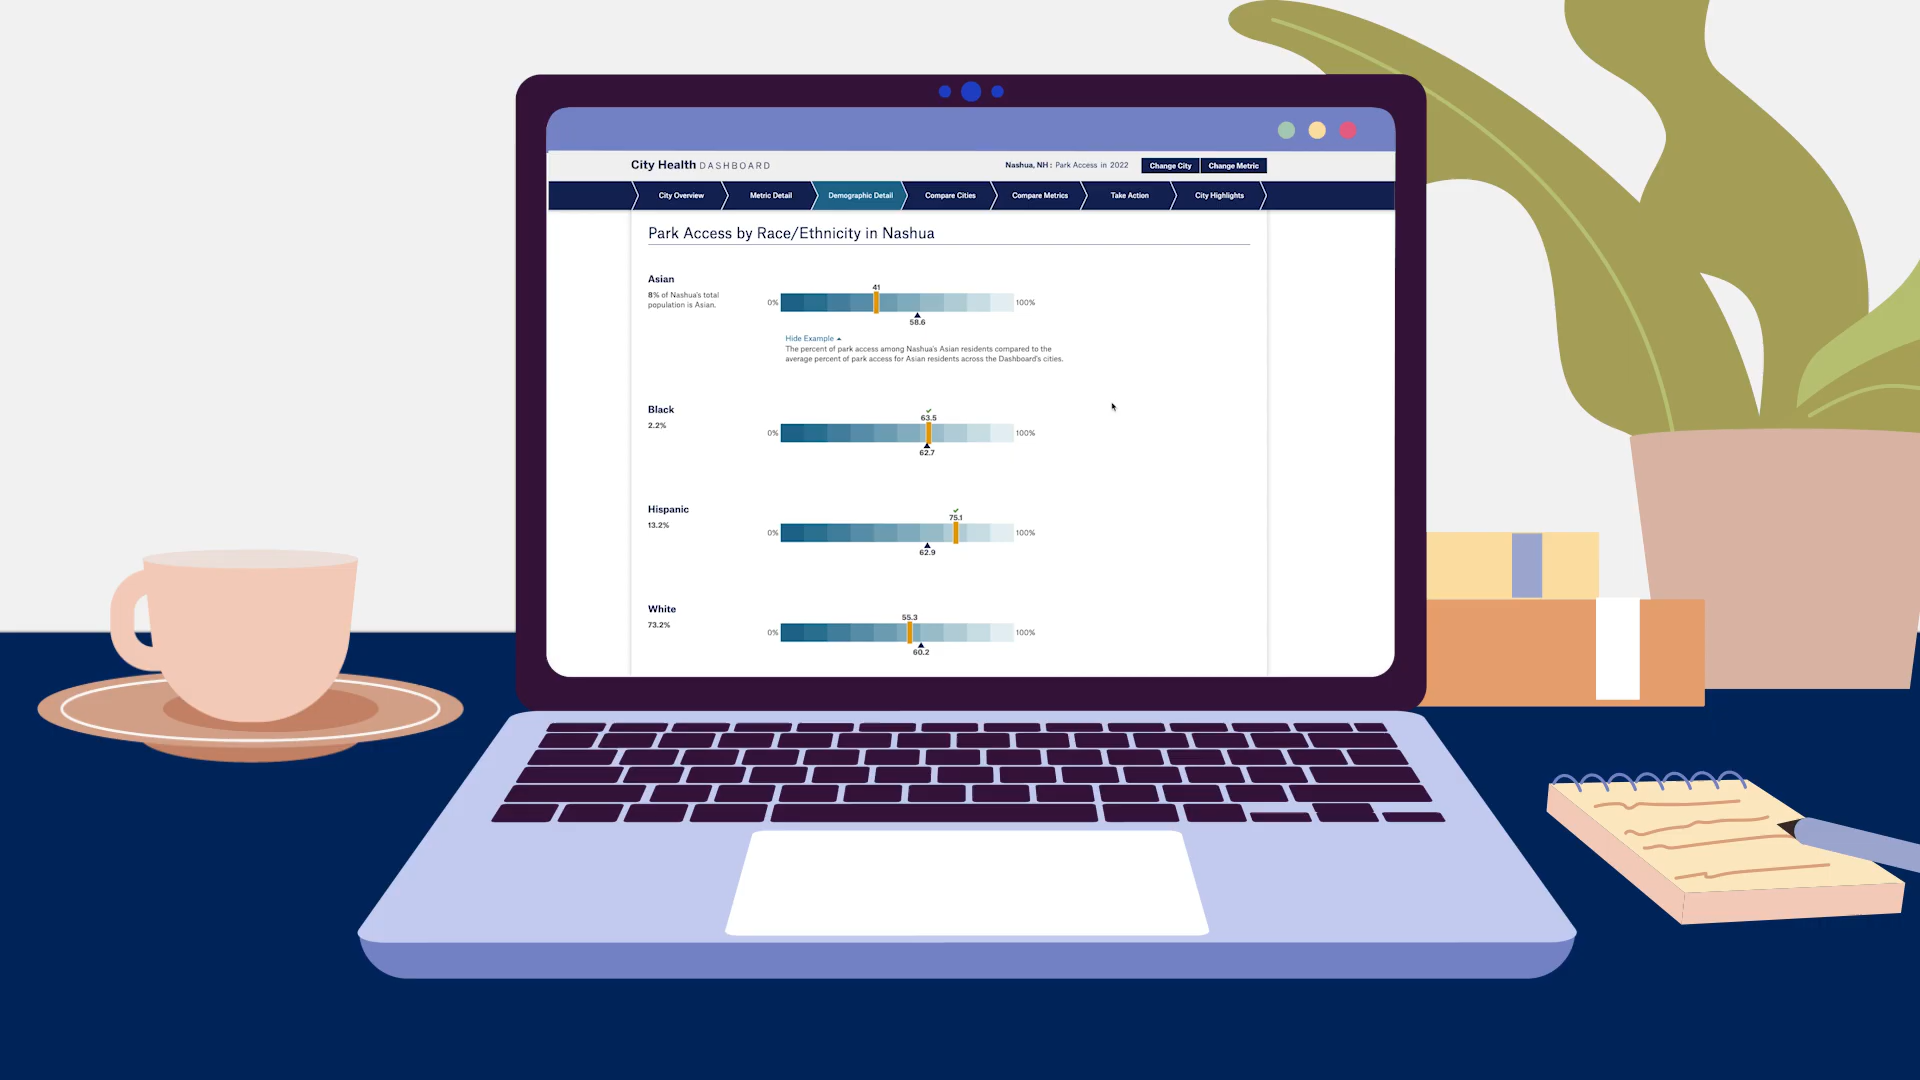 City Health DASHBOARD
Nashua, NH : Park Access in 2022
Change City
Change Metric
City Overview
Metric Detail
Demographic Detail
Compare Cities
Compare Metrics
Take Action
City Highlights
Park Access by Race/Ethnicity in Nashua
Asian
8% of Nashua's total
population is Asian.
41
0%
100%
58.6
Hide Example
The percent of park access among Nashua's Asian residents compared to the
average percent of park access for Asian residents across the Dashboard's cities.
Black
2.2%
63.5
0%
100%
62.7
Hispanic
13.2%
75.1
0%
100%
62.9
White
73.2%
55.3
0%
100%
60.2